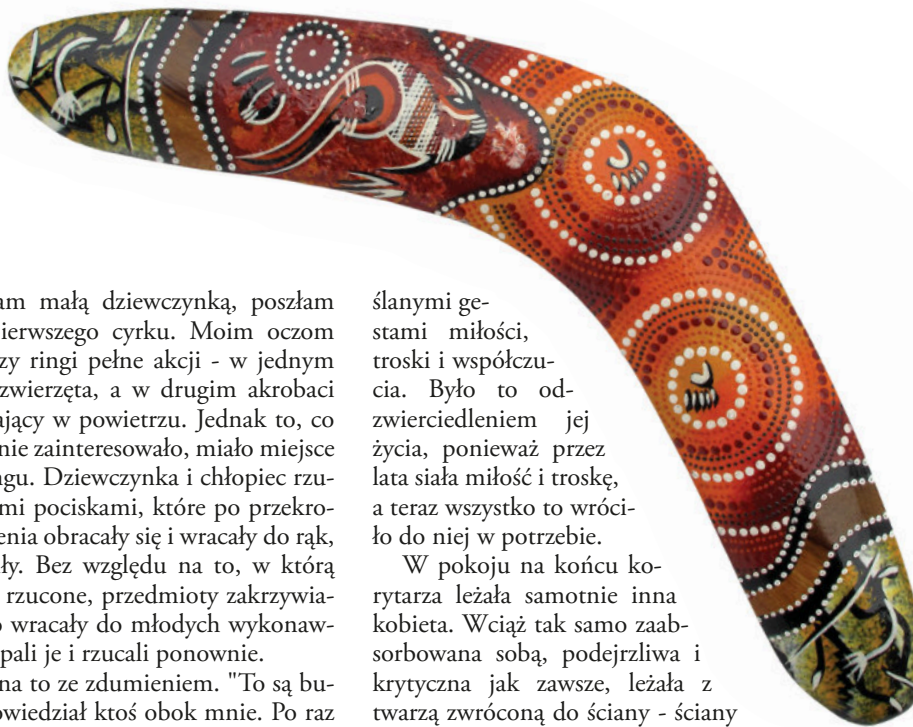 am małą dziewczynką, poszłam
ierwszego cyrku. Moim oczom
zy ringi pełne akcji - w jednym
zwierzęta, a w drugim akrobaci
ający w powietrzu. Jednak to, co
nie zainteresowało, miało miejsce
ngu. Dziewczynka i chłopiec rzu-
mi pociskami, które po przekro-
enia obracały się i wracały do rąk,
ły. Bez względu na to, w którą
rzucone, przedmioty zakrzywia-
o wracały do młodych wykonaw-
pali je i rzucali ponownie.
na to ze zdumieniem. "To są bu-
owiedział ktoś obok mnie. Po raz
ślanymi ge-
stami miłości,
troski i współczu-
cia. Było to od-
zwierciedleniem jej
życia, ponieważ przez
lata siała miłość i troskę,
a teraz wszystko to wróci-
ło do niej w potrzebie.
W pokoju na końcu ko-
rytarza leżała samotnie inna
kobieta. Wciąż tak samo zaab-
sorbowana sobą, podejrzliwa i
krytyczna jak zawsze, leżała z
twarzą zwróconą do ściany - ściany